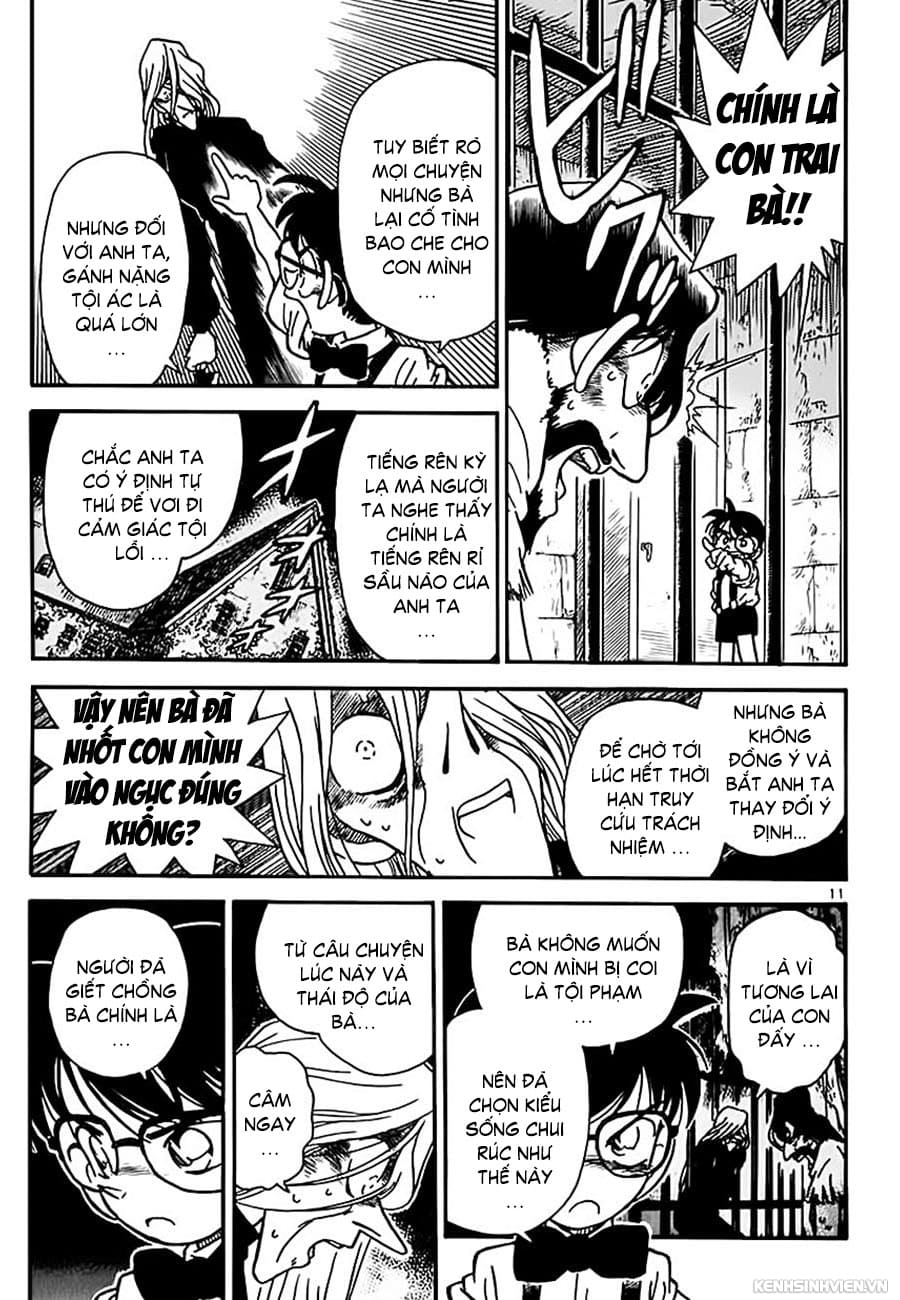 CHÍNH LÀ
CON TRAI
BÀ!!
TUY BIẾT RÕ
MỌI CHUYỆN
NHƯNG BÀ
LẠI CỐ TÌNH
BAO CHE CHO
CON MÌNH
...
NHƯNG ĐỐI
VỚI ANH TA,
GÁNH NẶNG
TỘI ÁC LÀ
QUÁ LỚN
...
TIẾNG RÊN KỲ
LẠ MÀ NGƯỜI
TA NGHE THẤY
CHÍNH LÀ
TIẾNG RÊN RỈ
SẦU NÃO CỦA
ANH TA
...
CHẮC ANH TA
CÓ Ý ĐỊNH TỰ
THÚ ĐỂ VƠI ĐI
CẢM GIÁC TỘI
LỖI ...
NHƯNG BÀ
KHÔNG
ĐỒNG Ý VÀ
BẮT ANH TA
THAY ĐỔI Ý
ĐỊNH...
ĐỂ CHỜ TỚI
LÚC HẾT THỜI
HẠN TRUY
CỨU TRÁCH
NHIỆM ...
VẬY NÊN BÀ ĐÃ
NHỐT CON MÌNH
VÀO NGỤC ĐÚNG
KHÔNG?
11
LÀ VÌ
TƯƠNG LAI
CỦA CON
ĐẤY ...
BÀ KHÔNG MUỐN
CON MÌNH BỊ COI
LÀ TỘI PHẠM
...
NÊN ĐÃ
CHỌN KIỂU
SỐNG CHUI
RÚC NHƯ
THẾ NÀY
...
TỪ CÂU CHUYỆN
LÚC NÀY VÀ
THÁI ĐỘ CỦA
BÀ...
CÂM
NGAY
...
NGƯỜI ĐÃ
GIẾT CHỒNG
BÀ CHÍNH LÀ
...
KENHSINHVIEN.VN